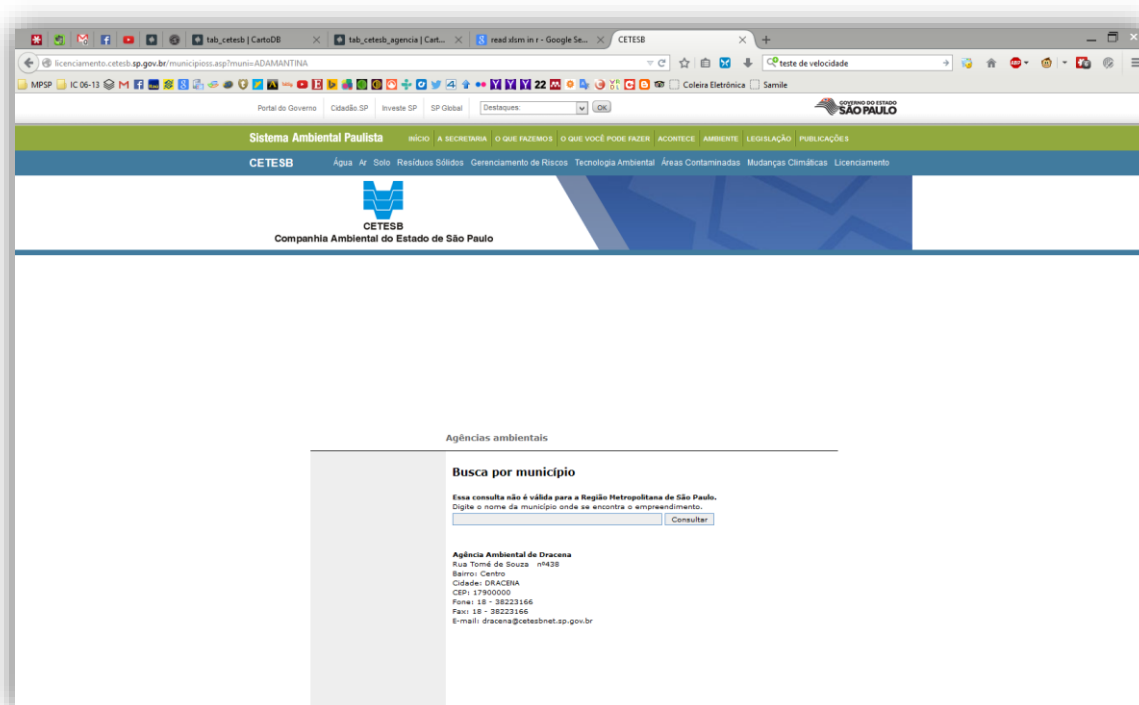 tab_cetesb | CartoDB
tab_cetesb_agencia | Cart...
read xlsm in r - Google Se...
CETESB
licenciamento.cetesb.sp.gov.br/municipioss.asp?muni=ADAMANTINA
teste de velocidade
MPSP IC 06-13 22 Coleira Eletrônica Samile
Portal do Governo Cidadão.SP Investe SP SP Global Destaques: OK
GOVERNO DO ESTADO
SÃO PAULO
Sistema Ambiental Paulista INÍCIO A SECRETARIA O QUE FAZEMOS O QUE VOCÊ PODE FAZER ACONTECE AMBIENTE LEGISLAÇÃO PUBLICAÇÕES
CETESB Água Ar Solo Resíduos Sólidos Gerenciamento de Riscos Tecnologia Ambiental Áreas Contaminadas Mudanças Climáticas Licenciamento
CETESB
Companhia Ambiental do Estado de São Paulo
Agências ambientais
Busca por município
Essa consulta não é válida para a Região Metropolitana de São Paulo.
Digite o nome da município onde se encontra o empreendimento.
Consultar
Agência Ambiental de Dracena
Rua Tomé de Souza nº438
Bairro: Centro
Cidade: DRACENA
CEP: 17900000
Fone: 18 - 38223166
Fax: 18 - 38223166
E-mail: dracena@cetesbnet.sp.gov.br